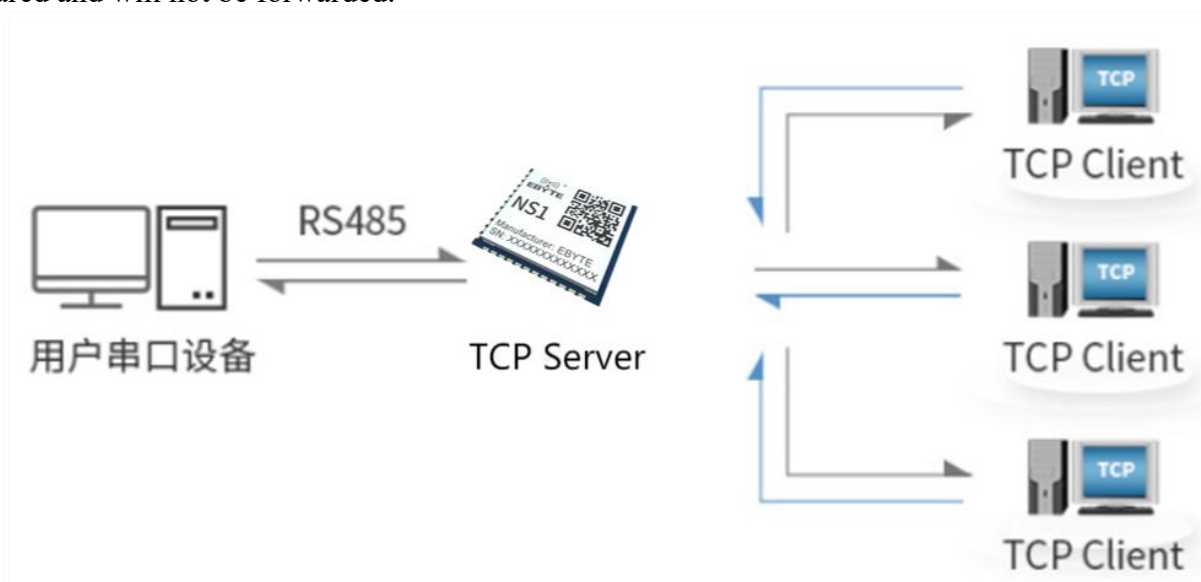 ared and will not be forwarded.
TCP
TCP Client
RS485
EBYTE
NS1
Manufacturer: EBYTE
SN: XXXXXXXXXXXXX
用户串口设备
TCP Server
TCP
TCP Client
TCP
TCP Client